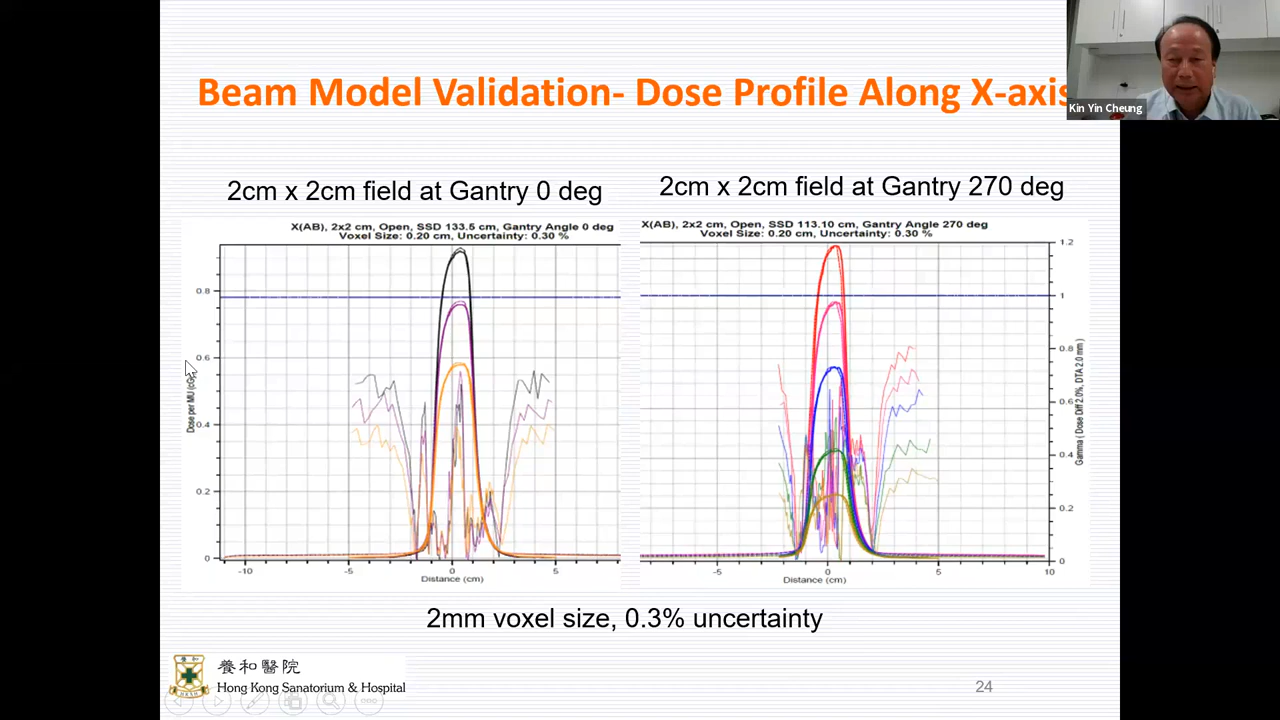 Beam Model Validation- Dose Profile Along X-axis
Kin Yin Cheung
2cm x 2cm field at Gantry 0 deg
2cm x 2cm field at Gantry 270 deg
X(AB), 2x2 cm, Open, SSD 133.5 cm, Gantry Angle 0 deg
Voxel Size: 0.20 cm, Uncertainty: 0.30 %
0.8
0.6
0.4
0.2
0
Dose per MU (cG
-10
-5
0
5
Distance (cm)
X(AB), 2x2 cm, Open, SSD 113.10 cm, Gantry Angle 270 deg
Voxel Size: 0.20 cm, Uncertainty: 0.30 %
1.2
1
0.8
0.6
0.4
0.2
0
Gamma ( Dose Diff 2.0%, DTA 2.0 mm )
-5
0
5
10
Distance (cm)
2mm voxel size, 0.3% uncertainty
養和醫院
Hong Kong Sanatorium & Hospital
24